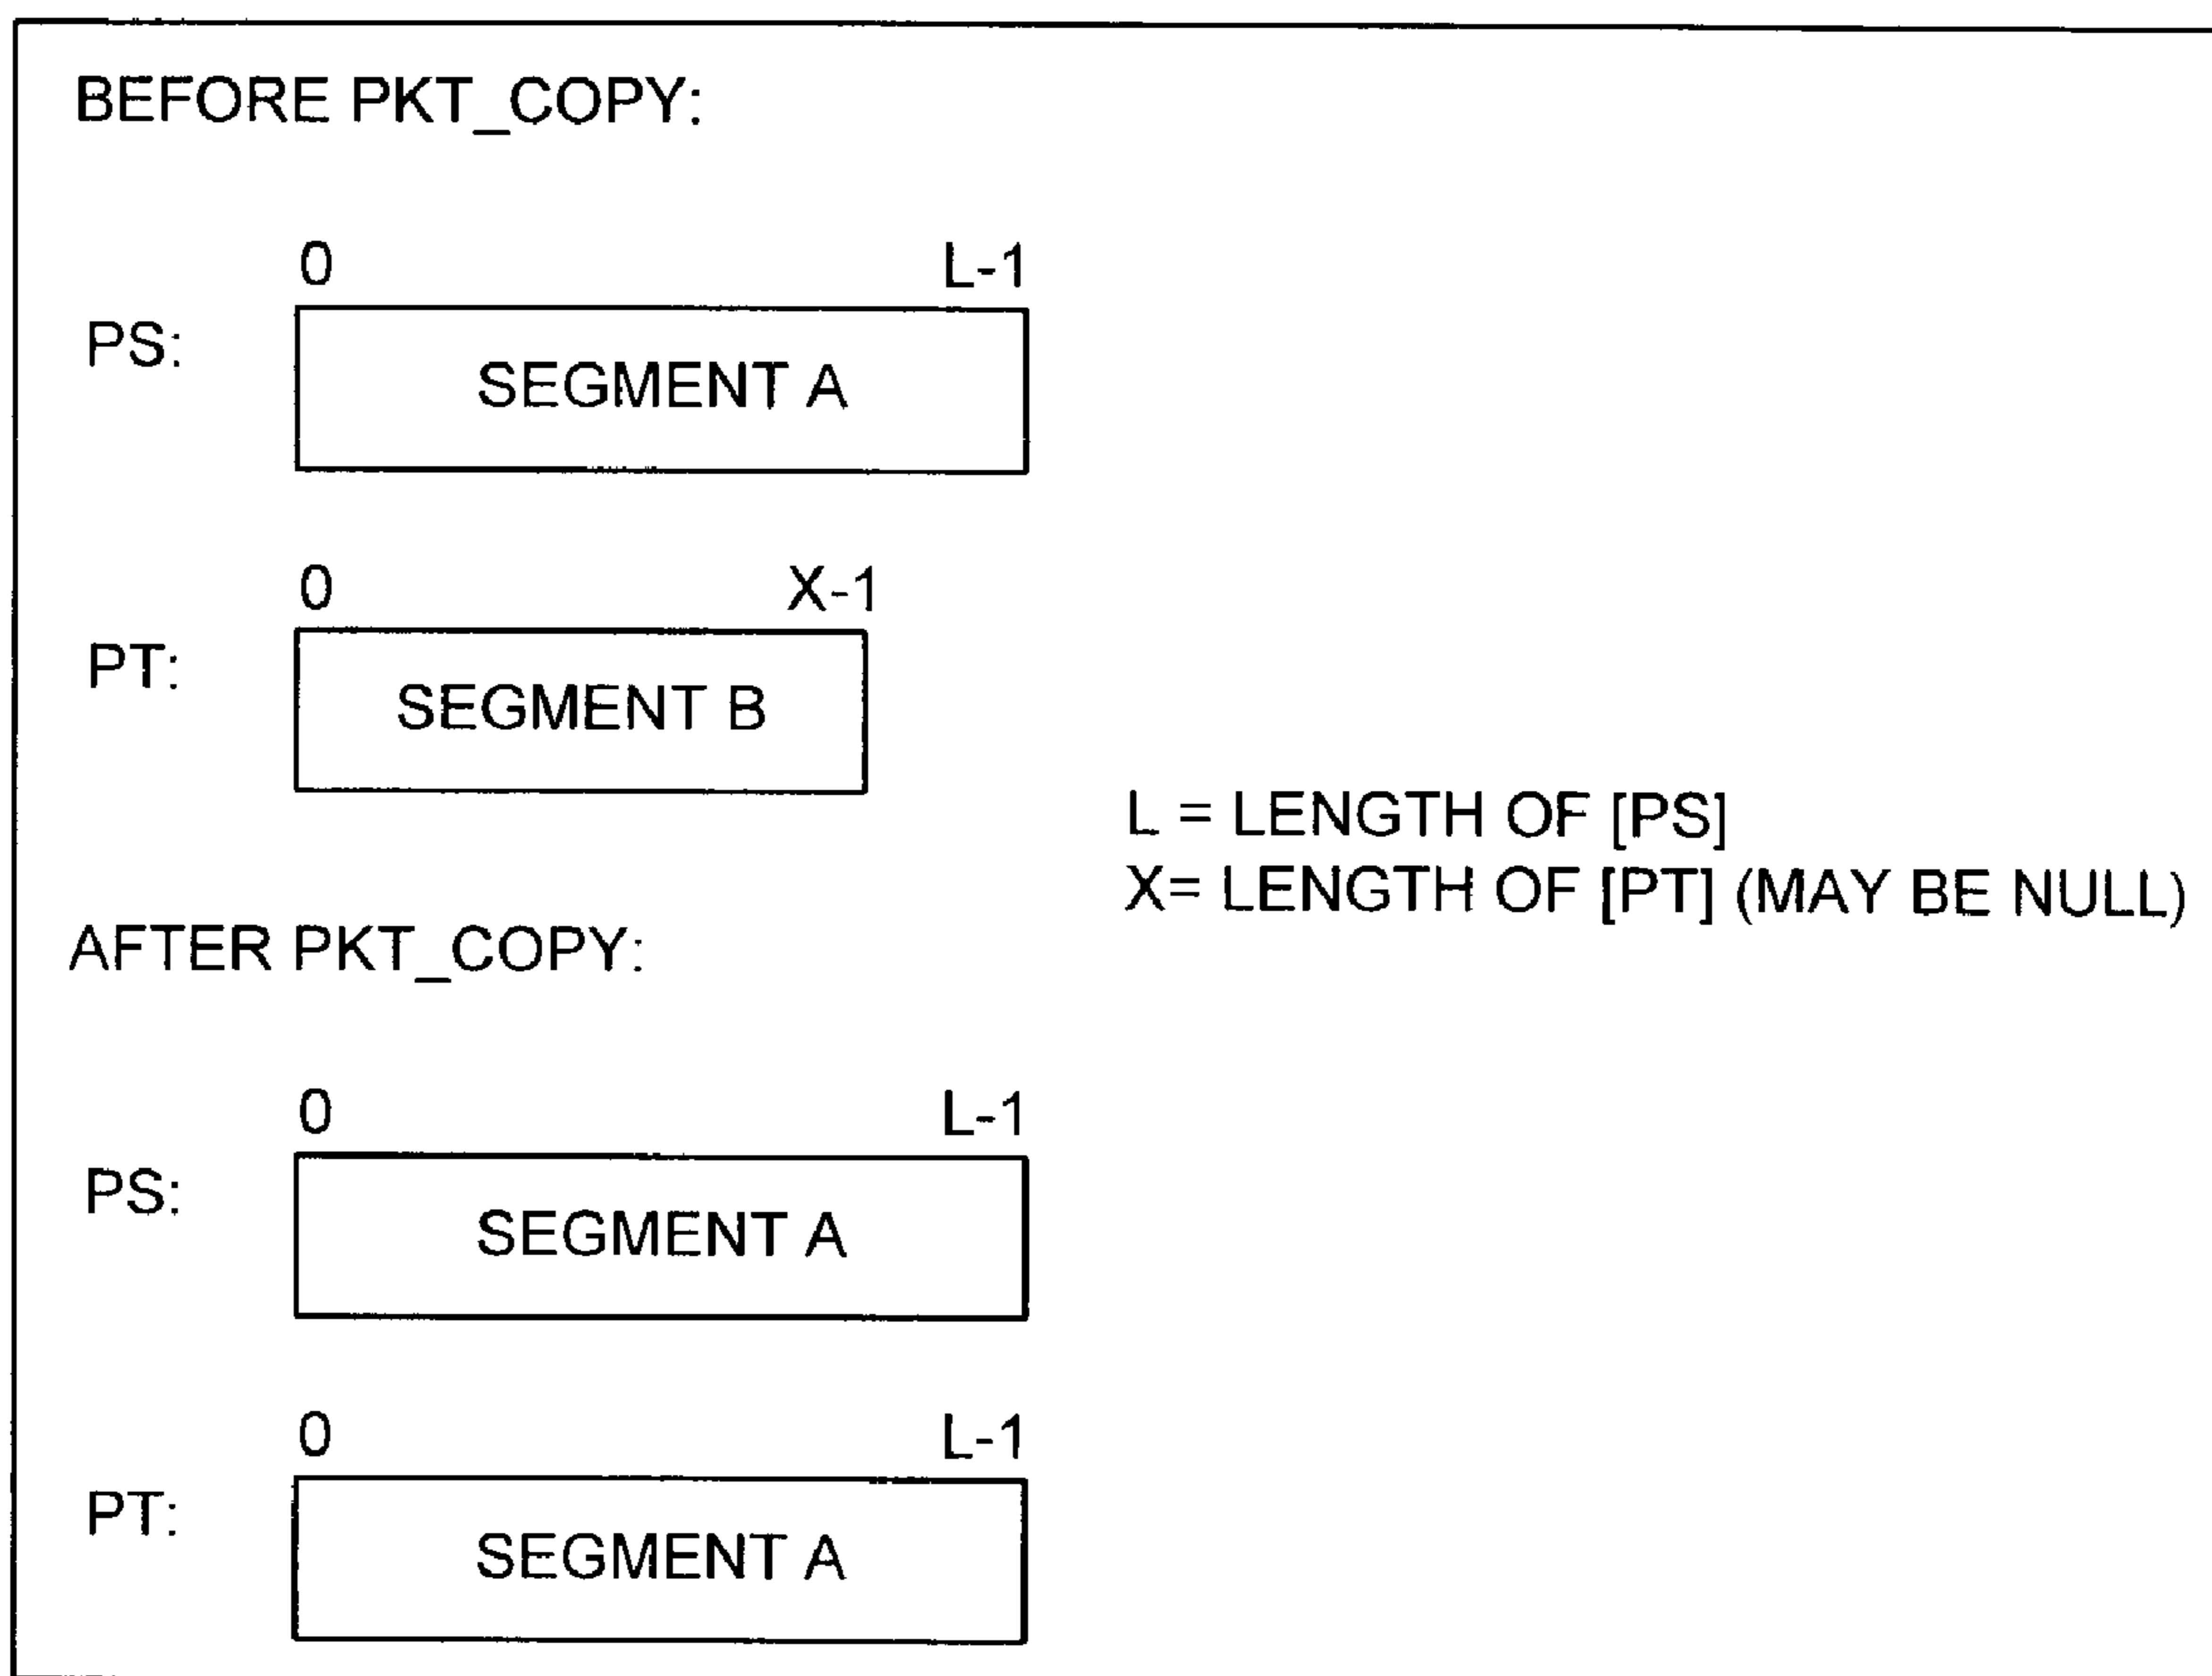 BEFORE PKT_COPY:
0 L-1
PS:
SEGMENT A
0 X-1
PT:
SEGMENT B
L = LENGTH OF [PS]
X= LENGTH OF [PT] (MAY BE NULL)
AFTER PKT_COPY:
0 L-1
PS:
SEGMENT A
0 L-1
PT:
SEGMENT A